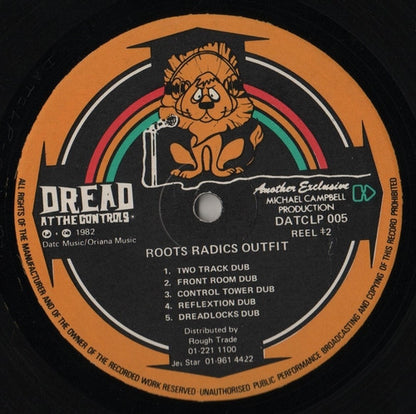 DREAD
AT THE CONTROLS
℗ • © 1982
Datc Music/Oriana Music
Another Exclusive
MICHAEL CAMPBELL
PRODUCTION
DATCLP 005
REEL ‡2
ROOTS RADICS OUTFIT
1. TWO TRACK DUB
2. FRONT ROOM DUB
3. CONTROL TOWER DUB
4. REFLEXTION DUB
5. DREADLOCKS DUB
Distributed by
Rough Trade
01-221 1100
Jet Star 01-961 4422
ALL RIGHTS OF THE MANUFACTURER AND OF THE OWNER OF THE RECORDED WORK RESERVED · UNAUTHORISED PUBLIC PERFORMANCE BROADCASTING AND COPYING OF THIS RECORD PROHIBITED